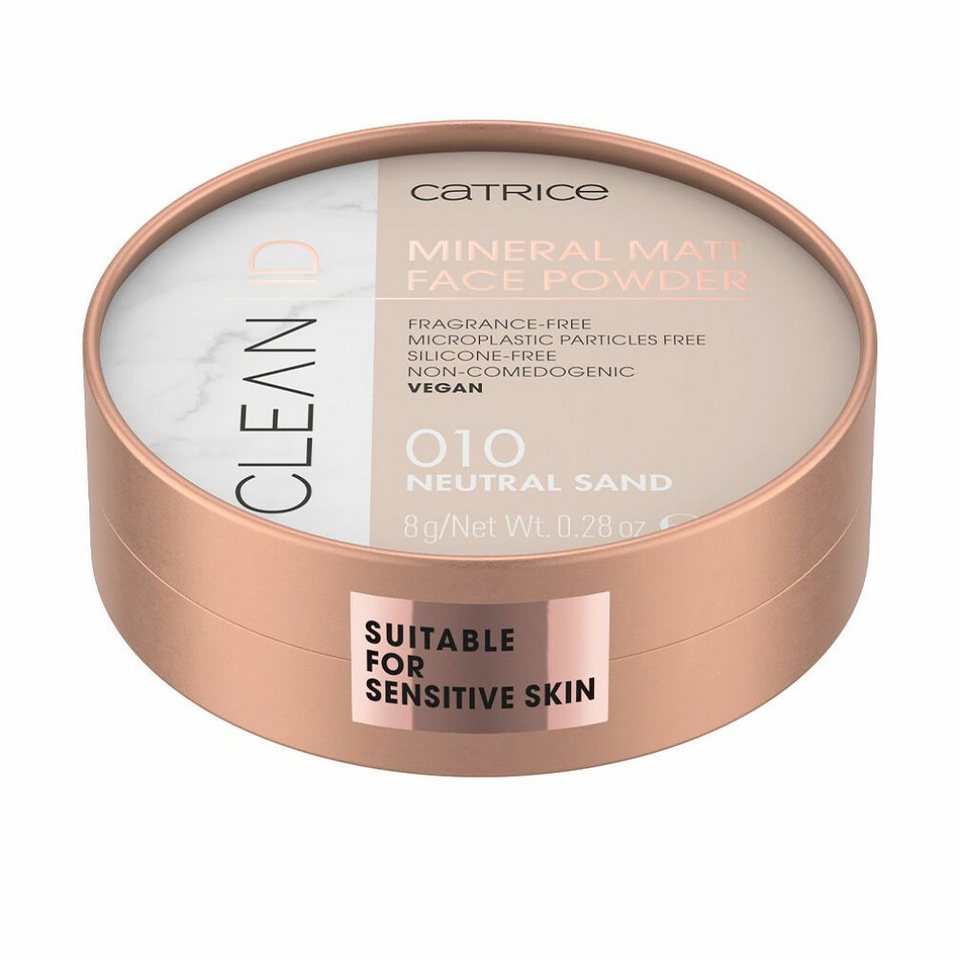 CATRICE
CLEAN ID
MINERAL MATT
FACE POWDER
FRAGRANCE-FREE
MICROPLASTIC PARTICLES FREE
SILICONE-FREE
NON-COMEDOGENIC
VEGAN
010
NEUTRAL SAND
8 g/Net Wt. 0.28 oz
SUITABLE
FOR
SENSITIVE SKIN